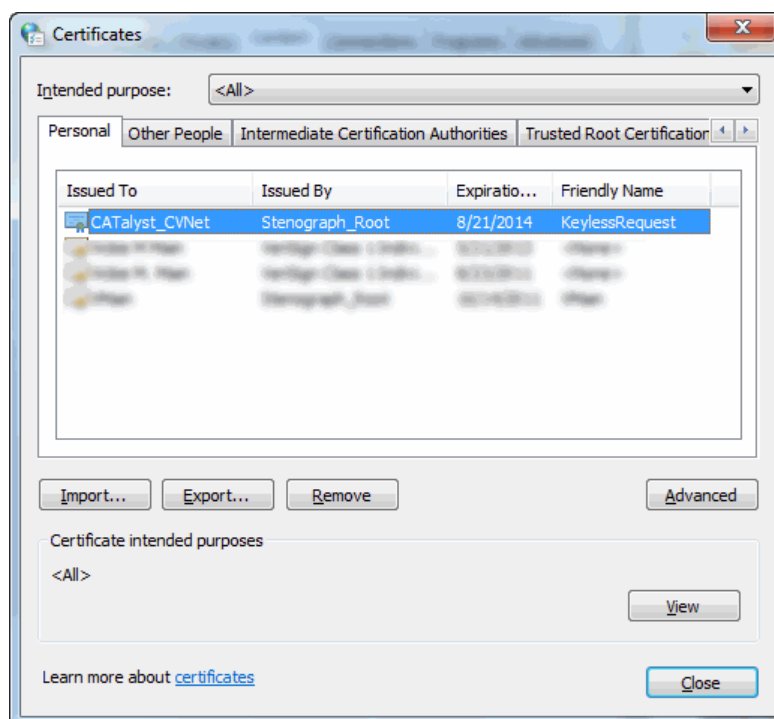 Certificates
Intended purpose: <All>
Personal Other People Intermediate Certification Authorities Trusted Root Certification
Issued To Issued By Expiratio... Friendly Name
CATalyst_CVNet Stenograph_Root 8/21/2014 KeylessRequest
Import... Export... Remove Advanced
Certificate intended purposes
<All>
View
Learn more about certificates
Close